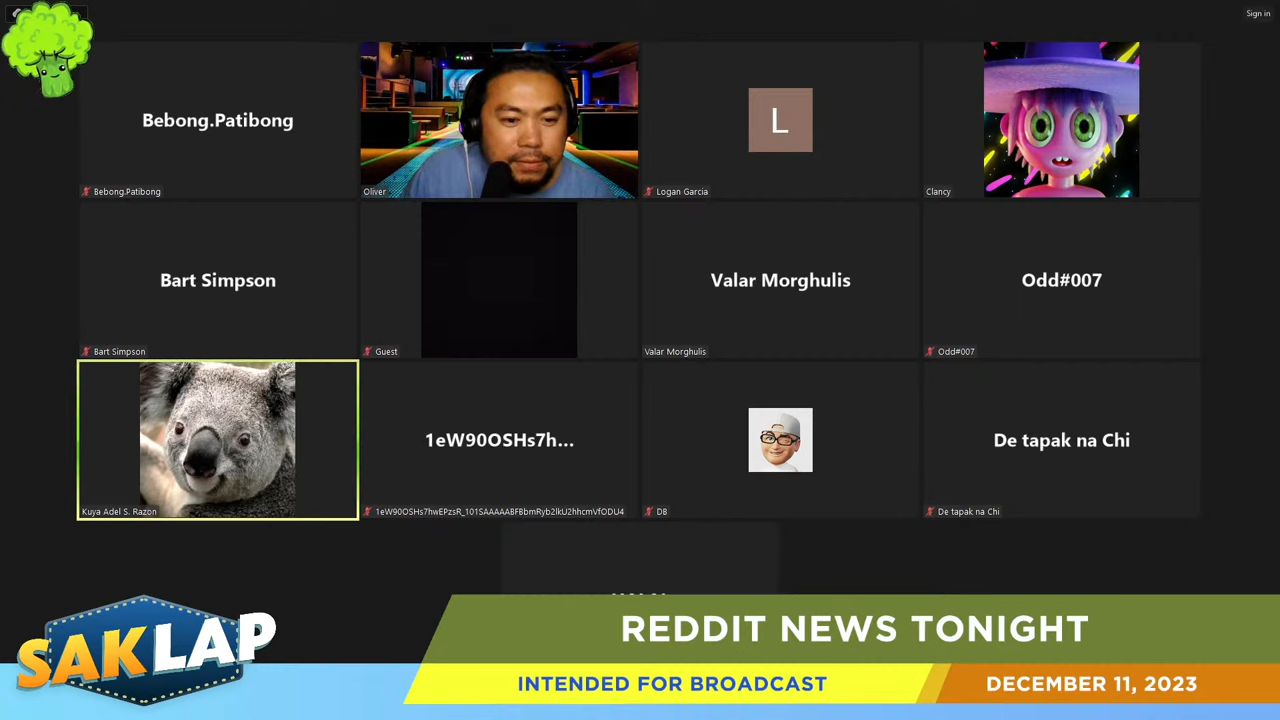 Sign in
Bebong.Patibong
Bebong.Patibong
Oliver
L
Logan Garcia
Clancy
Bart Simpson
Bart Simpson
Guest
Valar Morghulis
Valar Morghulis
Odd#007
Odd#007
Kuya Adel S. Razon
1eW90OSHs7h...
DB
De tapak na Chi
De tapak na Chi
SAKLAP
REDDIT NEWS TONIGHT
INTENDED FOR BROADCAST
DECEMBER 11, 2023